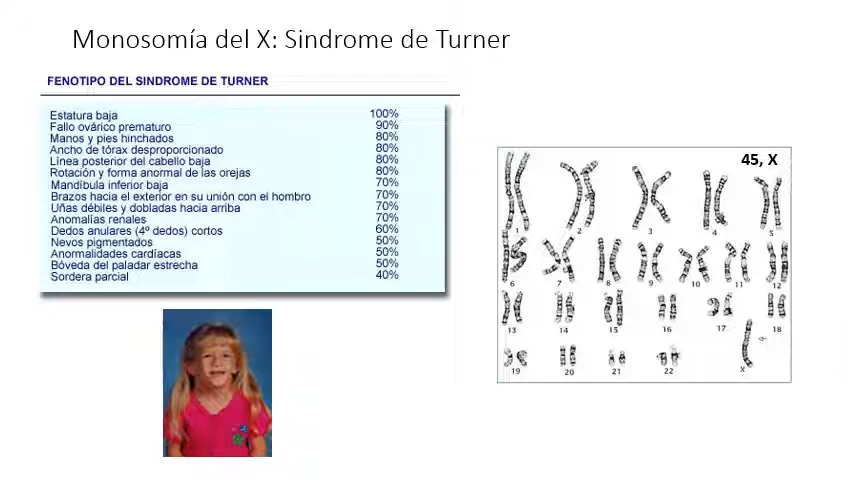 Monosomía del X: Sindrome de Turner
FENOTIPO DEL SINDROME DE TURNER
Estatura baja 100%
Fallo ovárico prematuro 90%
Manos y pies hinchados 80%
Ancho de tórax desproporcionado 80%
Línea posterior del cabello baja 80%
Rotación y forma anormal de las orejas 80%
Mandíbula inferior baja 70%
Brazos hacia el exterior en su unión con el hombro 70%
Uñas débiles y dobladas hacia arriba 70%
Anomalías renales 70%
Dedos anulares (4º dedos) cortos 60%
Nevos pigmentados 50%
Anormalidades cardíacas 50%
Bóveda del paladar estrecha 50%
Sordera parcial 40%
45, X
1 2 3 4 5
6 7 8 9 10 11 12
13 14 15 16 17 18
19 20 21 22 X